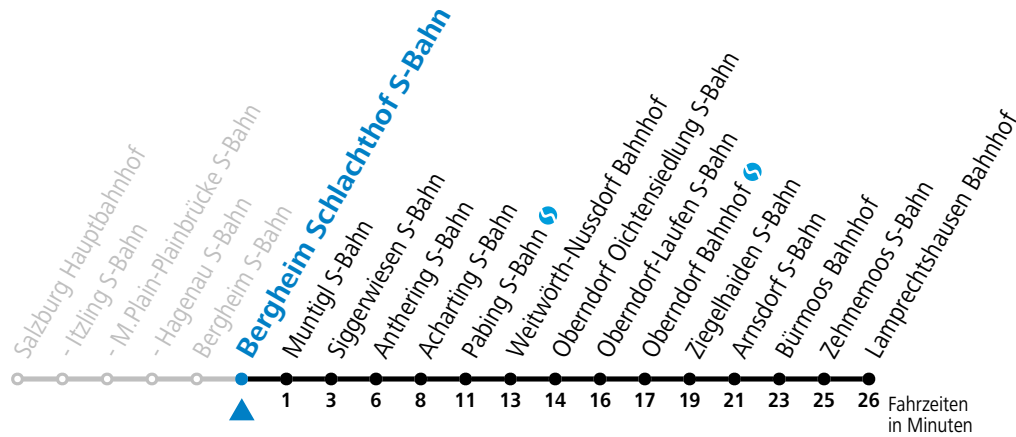 Salzburg Hauptbahnhof
- Itzling S-Bahn
- M.Plain-Plainbrücke S-Bahn
- Hagenau S-Bahn
Bergheim S-Bahn
Bergheim Schlachthof S-Bahn
Muntigl S-Bahn
Siggerwiesen S-Bahn
Anthering S-Bahn
Acharting S-Bahn
Pabing S-Bahn
Weitwörth-Nussdorf Bahnhof
Oberndorf Oichtensiedlung S-Bahn
Oberndorf-Laufen S-Bahn
Oberndorf Bahnhof
Ziegelhaiden S-Bahn
Arnsdorf S-Bahn
Bürmoos Bahnhof
Zehmemoos S-Bahn
Lamprechtshausen Bahnhof
1 3 6 8 11 13 14 16 17 19 21 23 25 26 Fahrzeiten
in Minuten